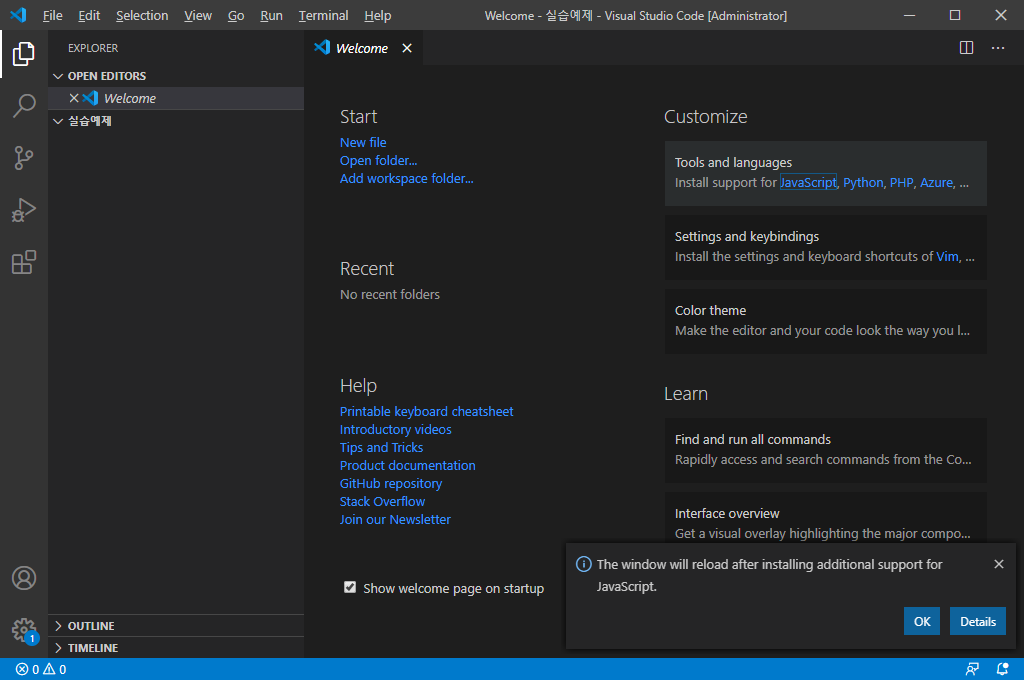 File Edit Selection View Go Run Terminal Help Welcome - 실습예제 - Visual Studio Code [Administrator]
EXPLORER
OPEN EDITORS
Welcome
실습예제
OUTLINE
TIMELINE
Welcome
Start
New file
Open folder...
Add workspace folder...
Recent
No recent folders
Help
Printable keyboard cheatsheet
Introductory videos
Tips and Tricks
Product documentation
GitHub repository
Stack Overflow
Join our Newsletter
Show welcome page on startup
Customize
Tools and languages
Install support for JavaScript, Python, PHP, Azure, ...
Settings and keybindings
Install the settings and keyboard shortcuts of Vim, ...
Color theme
Make the editor and your code look the way you l...
Learn
Find and run all commands
Rapidly access and search commands from the Co...
Interface overview
Get a visual overlay highlighting the major compo...
The window will reload after installing additional support for
JavaScript.
OK Details
1
0 0